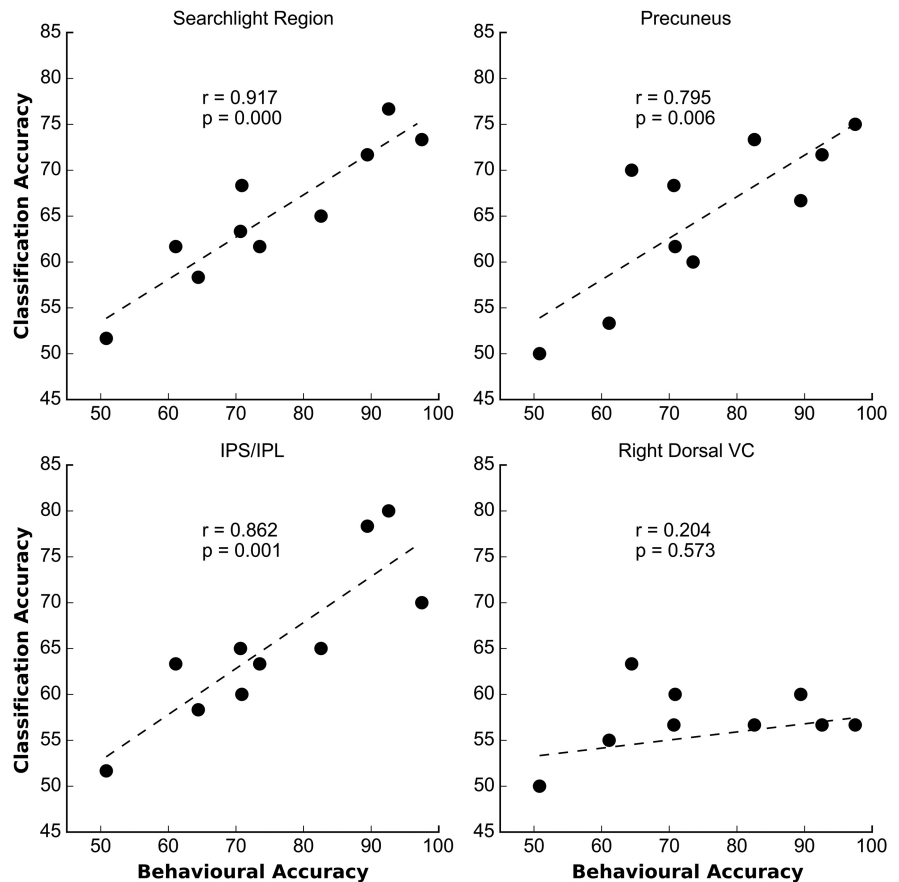 Searchlight Region
85
80
75
70
65
60
55
50
45
50 60 70 80 90 100
r = 0.917
p = 0.000
Classification Accuracy
Precuneus
85
80
75
70
65
60
55
50
45
50 60 70 80 90 100
r = 0.795
p = 0.006
IPS/IPL
85
80
75
70
65
60
55
50
45
50 60 70 80 90 100
r = 0.862
p = 0.001
Classification Accuracy
Behavioural Accuracy
Right Dorsal VC
85
80
75
70
65
60
55
50
45
50 60 70 80 90 100
r = 0.204
p = 0.573
Behavioural Accuracy